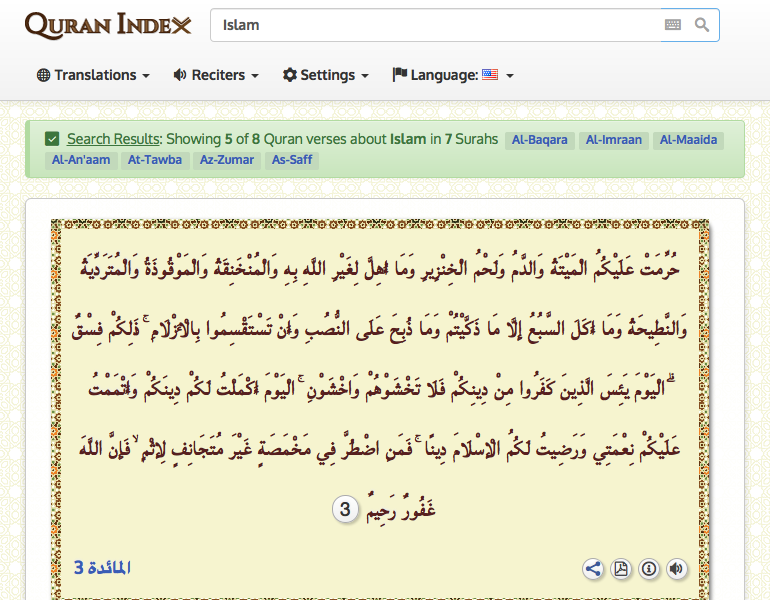 QURAN INDEX
Islam
Translations Reciters Settings Language:
Search Results: Showing 5 of 8 Quran verses about Islam in 7 Surahs Al-Baqara Al-Imraan Al-Maaida
Al-An'aam At-Tawba Az-Zumar As-Saff
حُرِّمَتْ عَلَيْكُمُ الْمَيْتَةُ وَالدَّمُ وَلَحْمُ الْخِنْزِيرِ وَمَا أُهِلَّ لِغَيْرِ اللَّهِ بِهِ وَالْمُنْخَنِقَةُ وَالْمَوْقُوذَةُ وَالْمُتَرَدِّيَةُ
وَالنَّطِيحَةُ وَمَا أَكَلَ السَّبُعُ إِلَّا مَا ذَكَّيْتُمْ وَمَا ذُبِحَ عَلَى النُّصُبِ وَأَنْ تَسْتَقْسِمُوا بِالْأَزْلَامِ ۚ ذَٰلِكُمْ فِسْقٌ
ۗ الْيَوْمَ يَئِسَ الَّذِينَ كَفَرُوا مِنْ دِينِكُمْ فَلَا تَخْشَوْهُمْ وَاخْشَوْنِ ۚ الْيَوْمَ أَكْمَلْتُ لَكُمْ دِينَكُمْ وَأَتْمَمْتُ
عَلَيْكُمْ نِعْمَتِي وَرَضِيتُ لَكُمُ الْإِسْلَامَ دِينًا ۚ فَمَنِ اضْطُرَّ فِي مَخْمَصَةٍ غَيْرَ مُتَجَانِفٍ لِإِثْمٍ ۙ فَإِنَّ اللَّهَ
غَفُورٌ رَحِيمٌ 3
المائدة 3